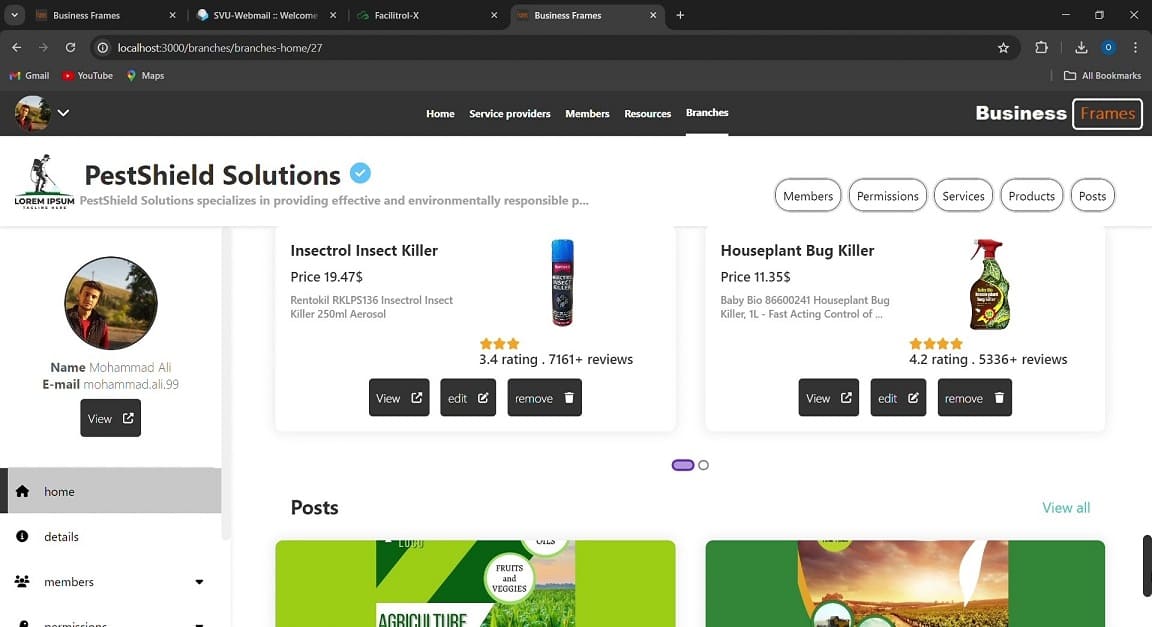 Business Frames
SVU-Webmail :: Welcome
Facilitrol-X
Business Frames
localhost:3000/branches/branches-home/27
O
Gmail
YouTube
Maps
All Bookmarks
Home
Service providers
Members
Resources
Branches
Business Frames
LOREM IPSUM
TAGLINE HERE
PestShield Solutions
PestShield Solutions specializes in providing effective and environmentally responsible p...
Members
Permissions
Services
Products
Posts
Name Mohammad Ali
E-mail mohammad.ali.99
View
home
details
members
permissions
Insectrol Insect Killer
Price 19.47$
Rentokil RKLPS136 Insectrol Insect
Killer 250ml Aerosol
3.4 rating . 7161+ reviews
View
edit
remove
Houseplant Bug Killer
Price 11.35$
Baby Bio 86600241 Houseplant Bug
Killer, 1L - Fast Acting Control of ...
4.2 rating . 5336+ reviews
View
edit
remove
Posts
View all
LOGO
OILS
FRUITS
and
VEGGIES
AGRICULTURE